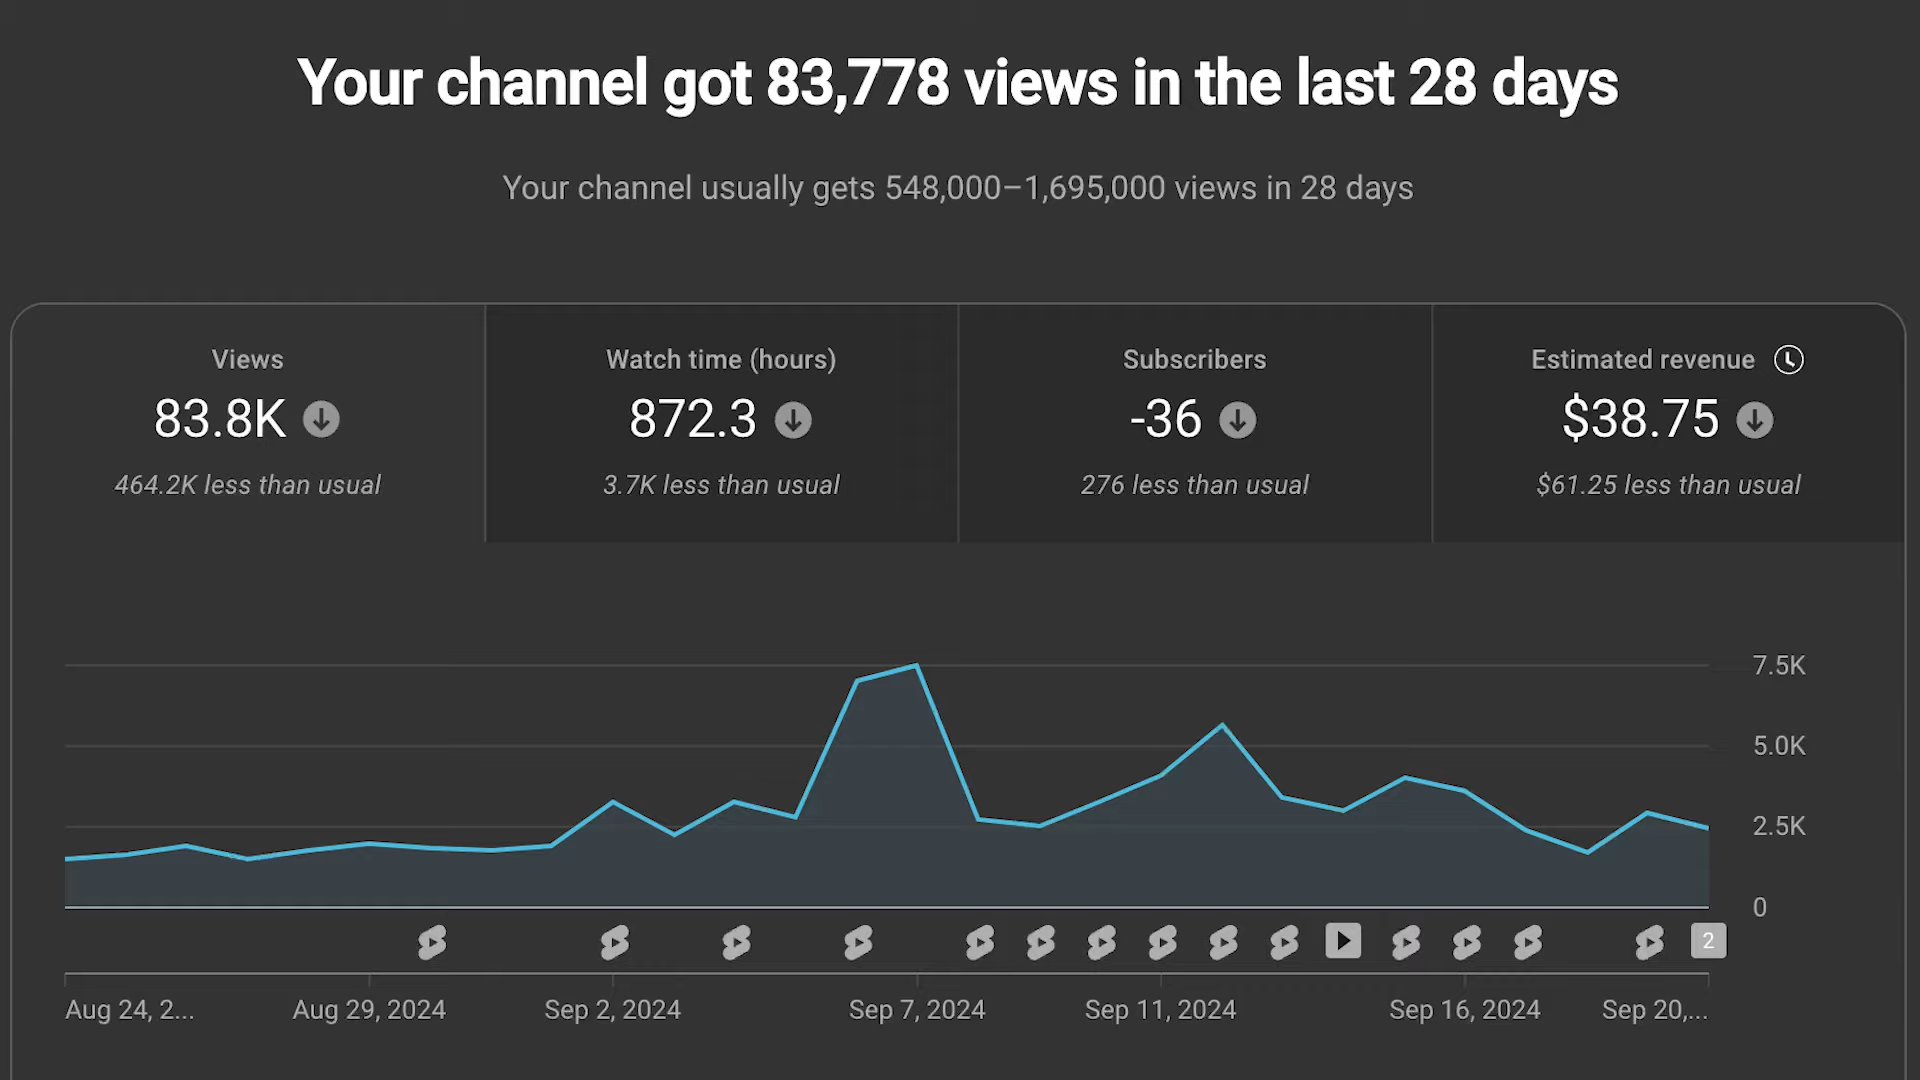 Your channel got 83,778 views in the last 28 days
Your channel usually gets 548,000–1,695,000 views in 28 days
Views
83.8K
464.2K less than usual
Watch time (hours)
872.3
3.7K less than usual
Subscribers
-36
276 less than usual
Estimated revenue
$38.75
$61.25 less than usual
7.5K
5.0K
2.5K
0
2
Aug 24, 2...
Aug 29, 2024
Sep 2, 2024
Sep 7, 2024
Sep 11, 2024
Sep 16, 2024
Sep 20,...